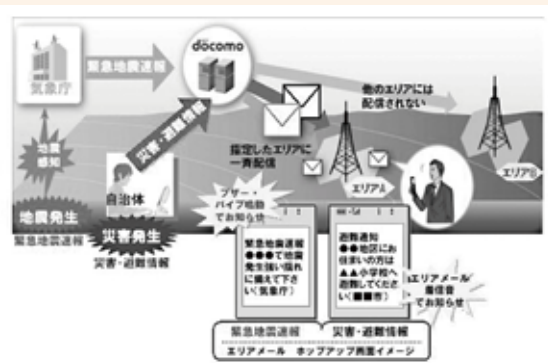 気象庁
緊急地震速報
döcomo
他のエリアには
配信されない
災害・避難情報
指定したエリアに
一斉配信
地震
感知
自治体
エリアA
エリアB
地震発生
緊急地震速報
災害発生
災害・避難情報
ブザー・
バイブ鳴動
でお知らせ
緊急地震速報
●●●で地震
発生強い揺れ
に備えて下さ
い(気象庁)
避難通知
●●地区にお
住まいの方は
▲▲小学校へ
避難してくださ
い(■■市)
エリアメール
着信音
でお知らせ
緊急地震速報
災害・避難情報
エリアメール ホップアップ画面イメージ